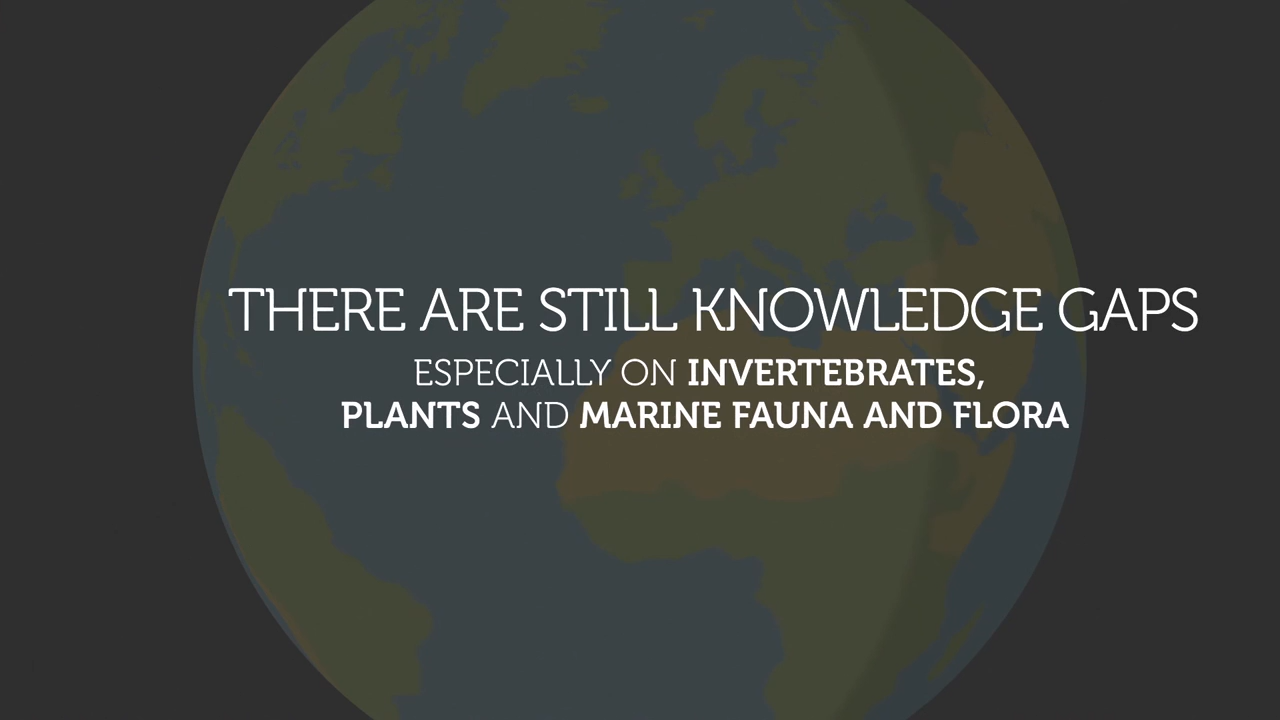 THERE ARE STILL KNOWLEDGE GAPS
ESPECIALLY ON INVERTEBRATES,
PLANTS AND MARINE FAUNA AND FLORA